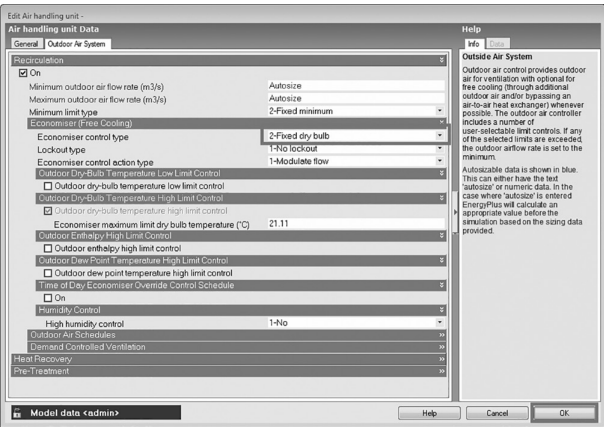 Edit Air handling unit -
Air handling unit Data
General Outdoor Air System
Recirculation
On
Minimum outdoor air flow rate (m3/s) Autosize
Maximum outdoor air flow rate (m3/s) Autosize
Minimum limit type 2-Fixed minimum
Economiser (Free Cooling)
Economiser control type 2-Fixed dry bulb
Lockout type 1-No lockout
Economiser control action type 1-Modulate flow
Outdoor Dry-Bulb Temperature Low Limit Control
Outdoor dry-bulb temperature low limit control
Outdoor Dry-Bulb Temperature High Limit Control
Outdoor dry-bulb temperature high limit control
Economiser maximum limit dry bulb temperature (°C) 21.11
Outdoor Enthalpy High Limit Control
Outdoor enthalpy high limit control
Outdoor Dew Point Temperature High Limit Control
Outdoor dew point temperature high limit control
Time of Day Economiser Override Control Schedule
On
Humidity Control
High humidity control 1-No
Outdoor Air Schedules
Demand Controlled Ventilation
Heat Recovery
Pre-Treatment
Help
Info Data
Outside Air System
Outdoor air control provides outdoor
air for ventilation with optional for
free cooling (through additional
outdoor air and/or bypassing an
air-to-air heat exchanger) whenever
possible. The outdoor air controller
includes a number of
user-selectable limit controls. If any
of the selected limits are exceeded,
the outdoor airflow rate is set to the
minimum.
Autosizable data is shown in blue.
This can either have the text
'autosize' or numeric data. In the
case where 'autosize' is entered
EnergyPlus will calculate an
appropriate value before the
simulation based on the sizing data
provided.
Model data <admin>
Help Cancel OK